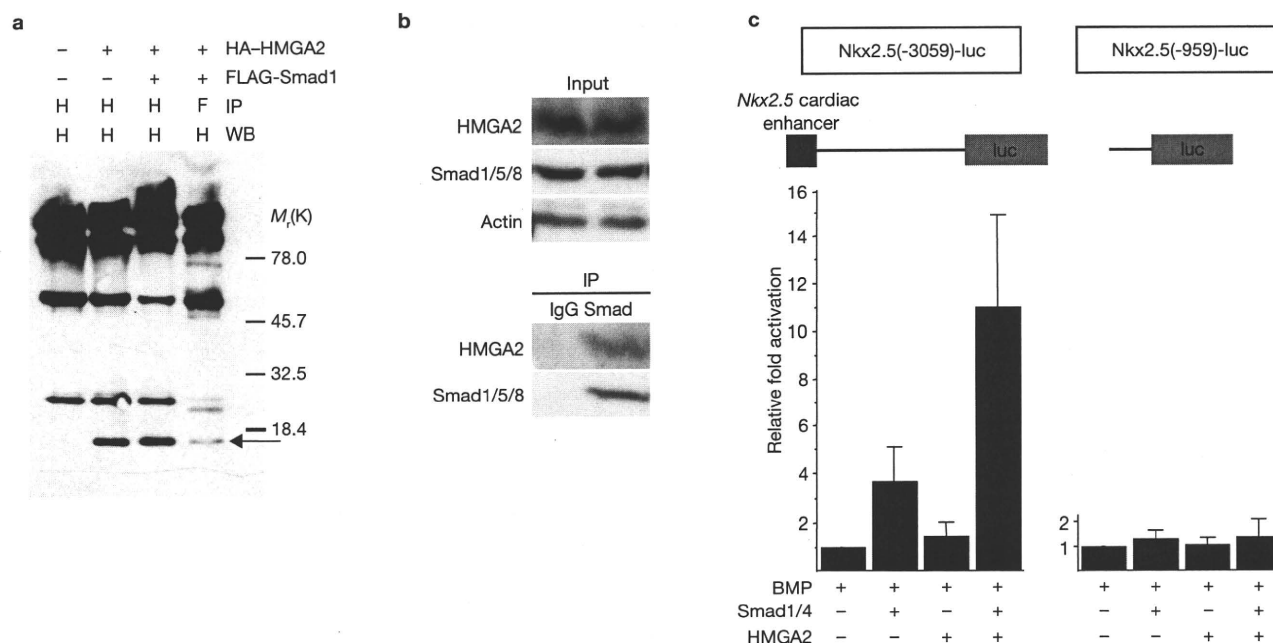 a
– + + + HA–HMGA2
– – + + FLAG-Smad1
H H H F IP
H H H H WB
Mr(K)
78.0
45.7
32.5
18.4
b
Input
HMGA2
Smad1/5/8
Actin
IP
IgG Smad
HMGA2
Smad1/5/8
c
Nkx2.5(-3059)-luc
Nkx2.5(-959)-luc
Nkx2.5 cardiac
enhancer
luc
luc
Relative fold activation
16
14
12
10
8
6
4
2
2
1
BMP + + + + + + + +
Smad1/4 – + – + – + – +
HMGA2 – – + + – – + +